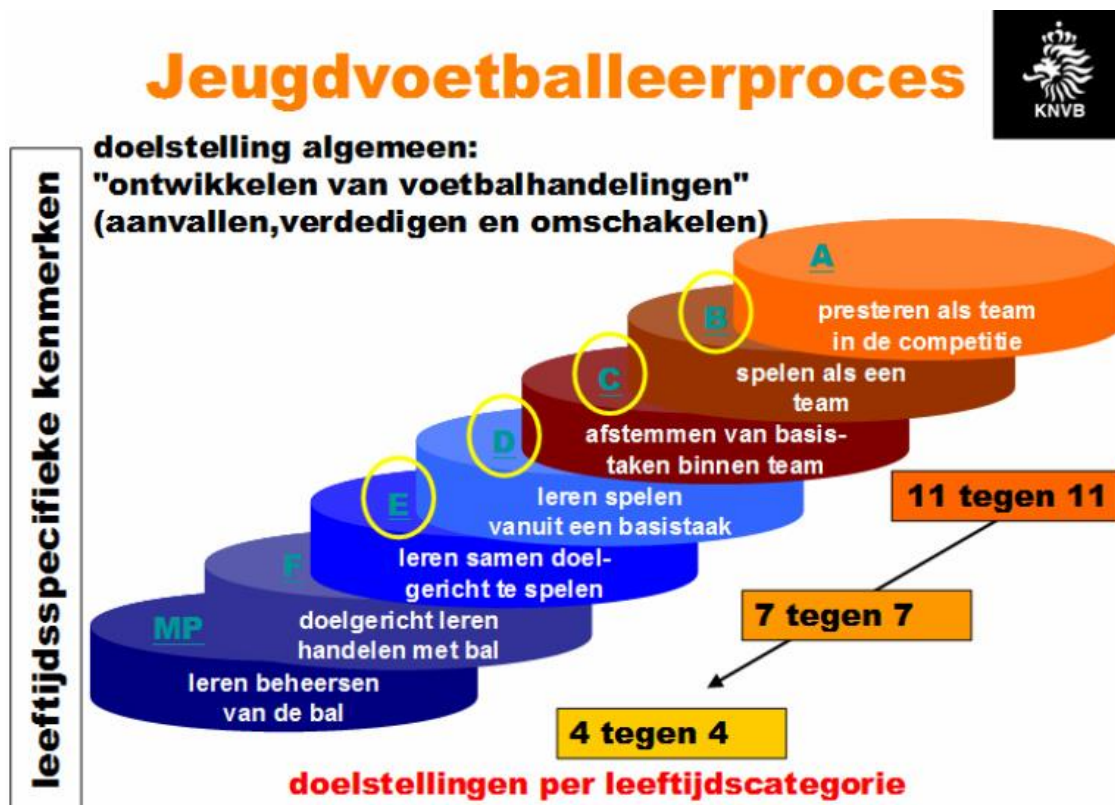 Jeugdvoetballeerproces
KNVB
leeftijdsspecifieke kenmerken
doelstelling algemeen:
"ontwikkelen van voetbalhandelingen"
(aanvallen,verdedigen en omschakelen)
A
presteren als team
in de competitie
B
spelen als een
team
C
afstemmen van basis-
taken binnen team
D
leren spelen
vanuit een basistaak
E
leren samen doel-
gericht te spelen
F
doelgericht leren
handelen met bal
MP
leren beheersen
van de bal
11 tegen 11
7 tegen 7
4 tegen 4
doelstellingen per leeftijdscategorie